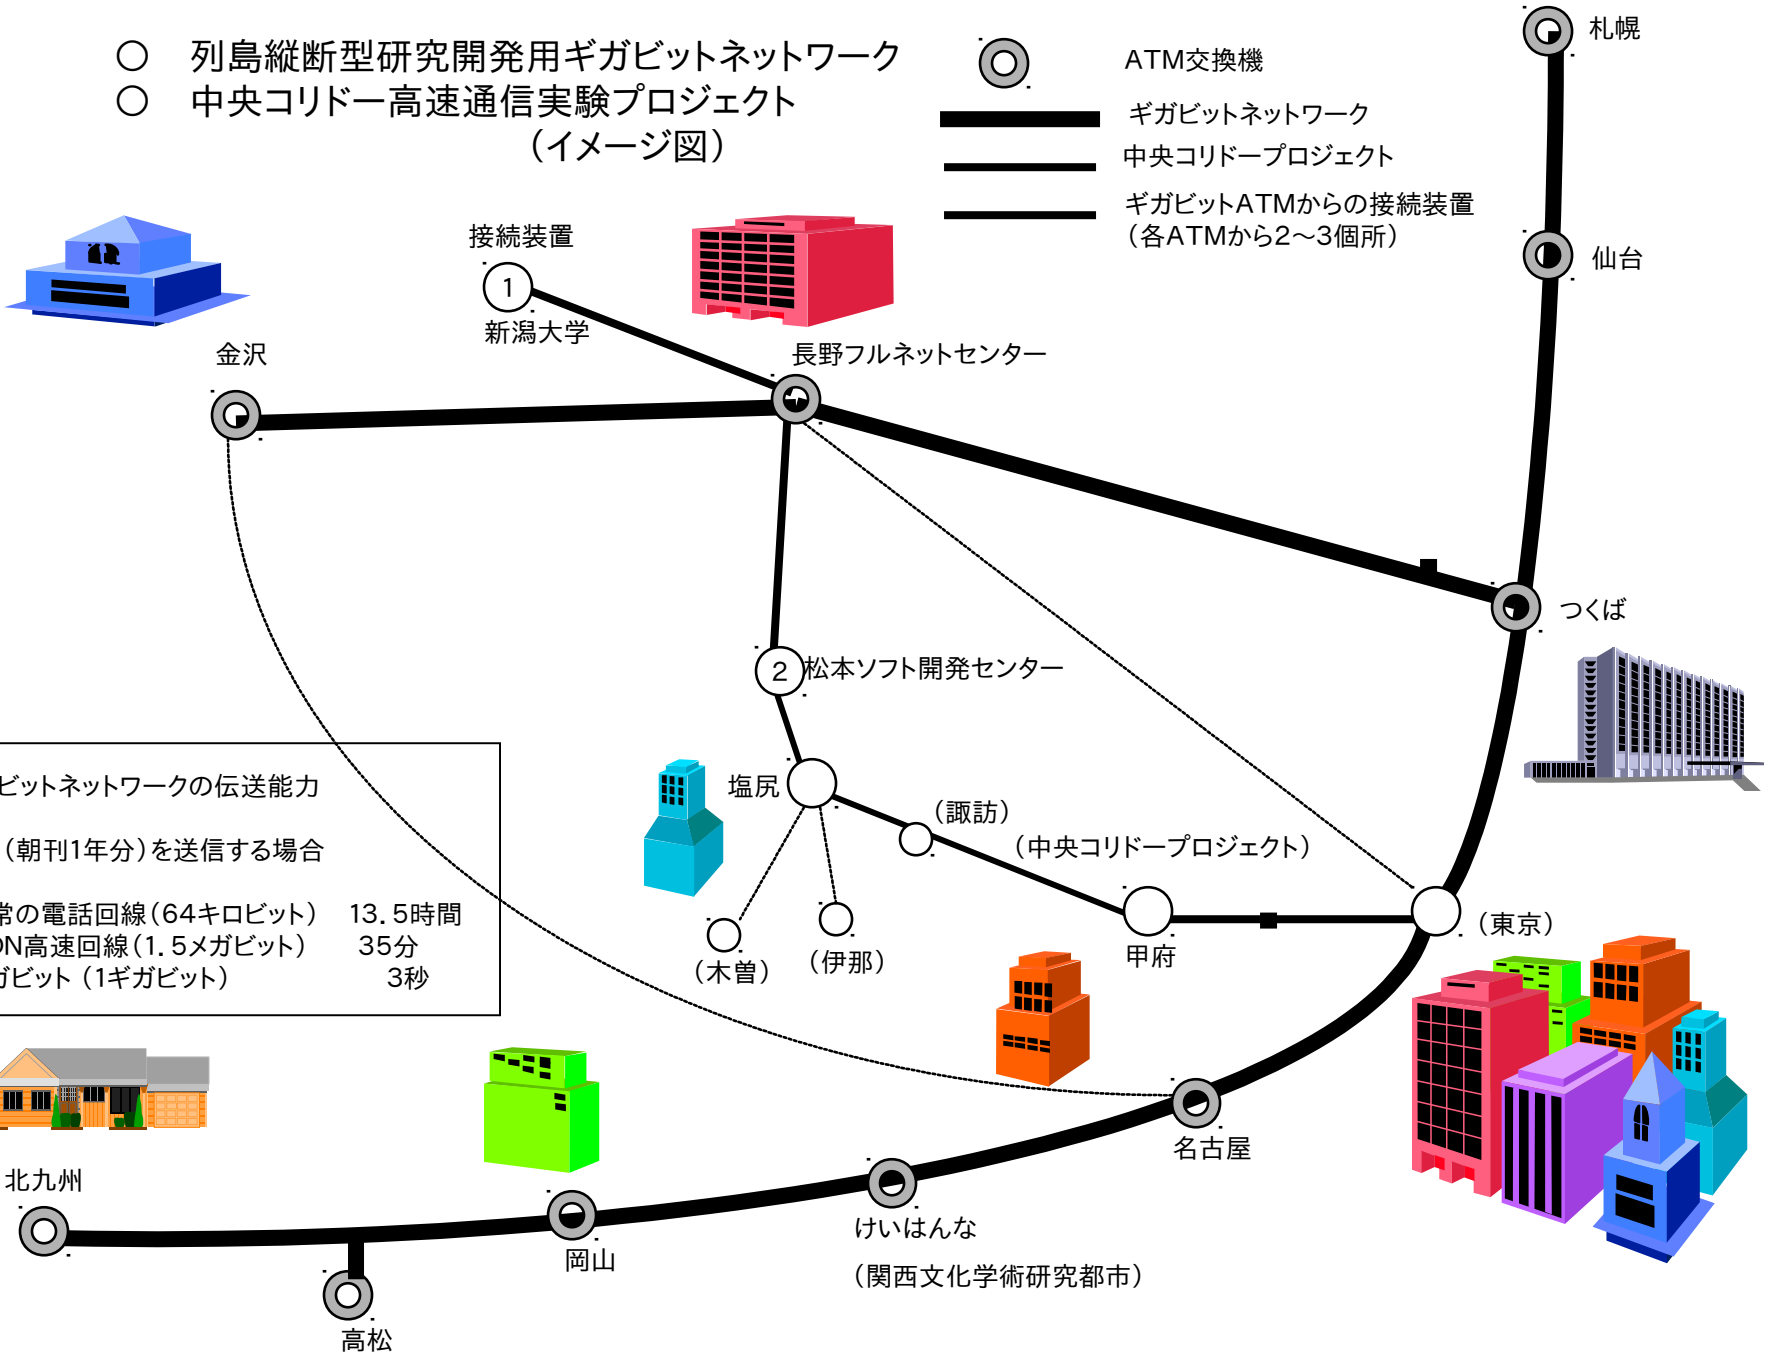 ○ 列島縦断型研究開発用ギガビットネットワーク
○ 中央コリドー高速通信実験プロジェクト
（イメージ図）
ATM交換機
ギガビットネットワーク
中央コリドープロジェクト
ギガビットATMからの接続装置
（各ATMから2～3個所）
札幌
仙台
接続装置
1
新潟大学
金沢
長野フルネットセンター
つくば
2
松本ソフト開発センター
塩尻
（諏訪）
（中央コリドープロジェクト）
（木曽）
（伊那）
甲府
（東京）
ビットネットワークの伝送能力
（朝刊1年分）を送信する場合
常の電話回線（64キロビット） 13．5時間
N高速回線（1．5メガビット） 35分
ガビット（1ギガビット） 3秒
名古屋
北九州
けいはんな
（関西文化学術研究都市）
岡山
高松